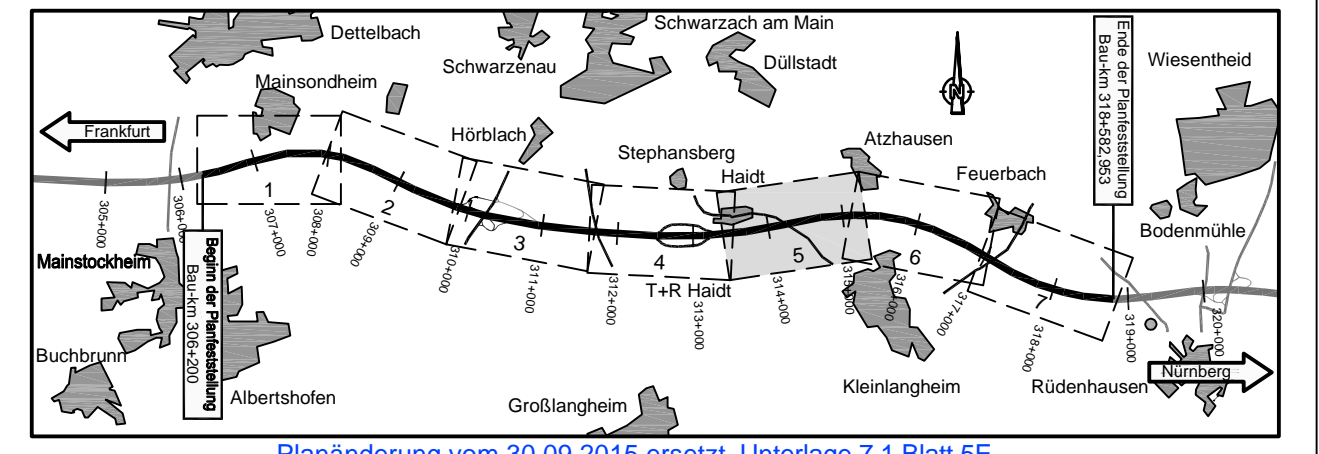 Dettelbach
Schwarzach am Main
Schwarzenau
Düllstadt
Wiesentheid
Mainsondheim
Frankfurt
Hörblach
Stephansberg
Haidt
Atzhausen
Feuerbach
Bodenmühle
Ende der Planfeststellung
Bau-km 318+582.953
Beginn der Planfeststellung
Bau-km 306+200
1
2
3
4
5
6
7
T+R Haidt
305+000
306+000
307+000
308+000
309+000
310+000
311+000
312+000
313+000
314+000
315+000
316+000
317+000
318+000
319+000
320+000
Mainstockheim
Buchbrunn
Albertshofen
Großlangheim
Kleinlangheim
Rüdenhausen
Nürnberg
Planänderung vom 30.09.2015 ersetzt Unterlage 7.1 Blatt 5E